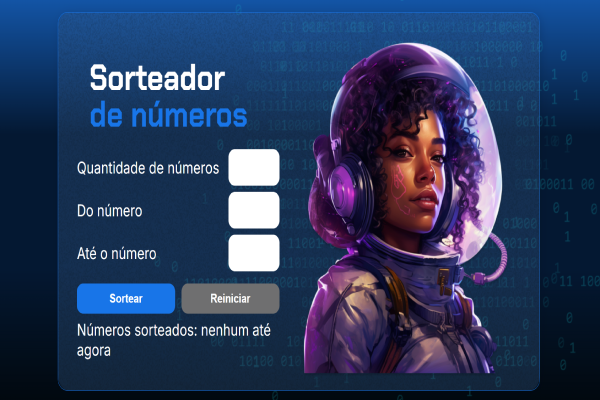 Sorteador
de números
Quantidade de números
Do número
Até o número
Sortear
Reiniciar
Números sorteados: nenhum até
agora